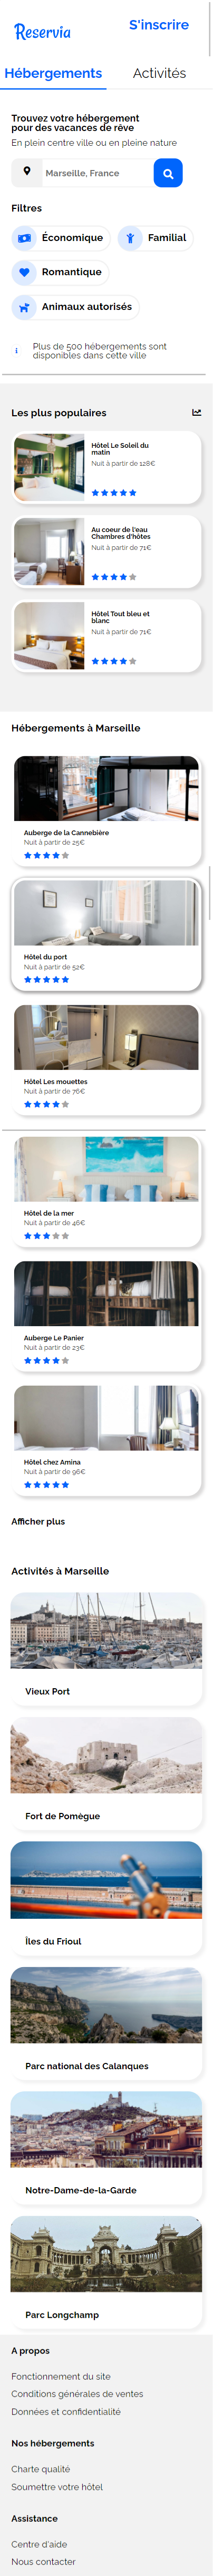 Reservia
S'inscrire
Hébergements
Activités
Trouvez votre hébergement
pour des vacances de rêve
En plein centre ville ou en pleine nature
Marseille, France
Filtres
Économique
Familial
Romantique
Animaux autorisés
Plus de 500 hébergements sont
disponibles dans cette ville
Les plus populaires
Hôtel Le Soleil du
matin
Nuit à partir de 128€
Au coeur de l'eau
Chambres d'hôtes
Nuit à partir de 71€
Hôtel Tout bleu et
blanc
Nuit à partir de 71€
Hébergements à Marseille
Auberge de la Cannebière
Nuit à partir de 25€
Hôtel du port
Nuit à partir de 52€
Hôtel Les mouettes
Nuit à partir de 76€
Hôtel de la mer
Nuit à partir de 46€
Auberge Le Panier
Nuit à partir de 23€
Hôtel chez Amina
Nuit à partir de 96€
Afficher plus
Activités à Marseille
Vieux Port
Fort de Pomègue
Îles du Frioul
Parc national des Calanques
Notre-Dame-de-la-Garde
Parc Longchamp
A propos
Fonctionnement du site
Conditions générales de ventes
Données et confidentialité
Nos hébergements
Charte qualité
Soumettre votre hôtel
Assistance
Centre d'aide
Nous contacter